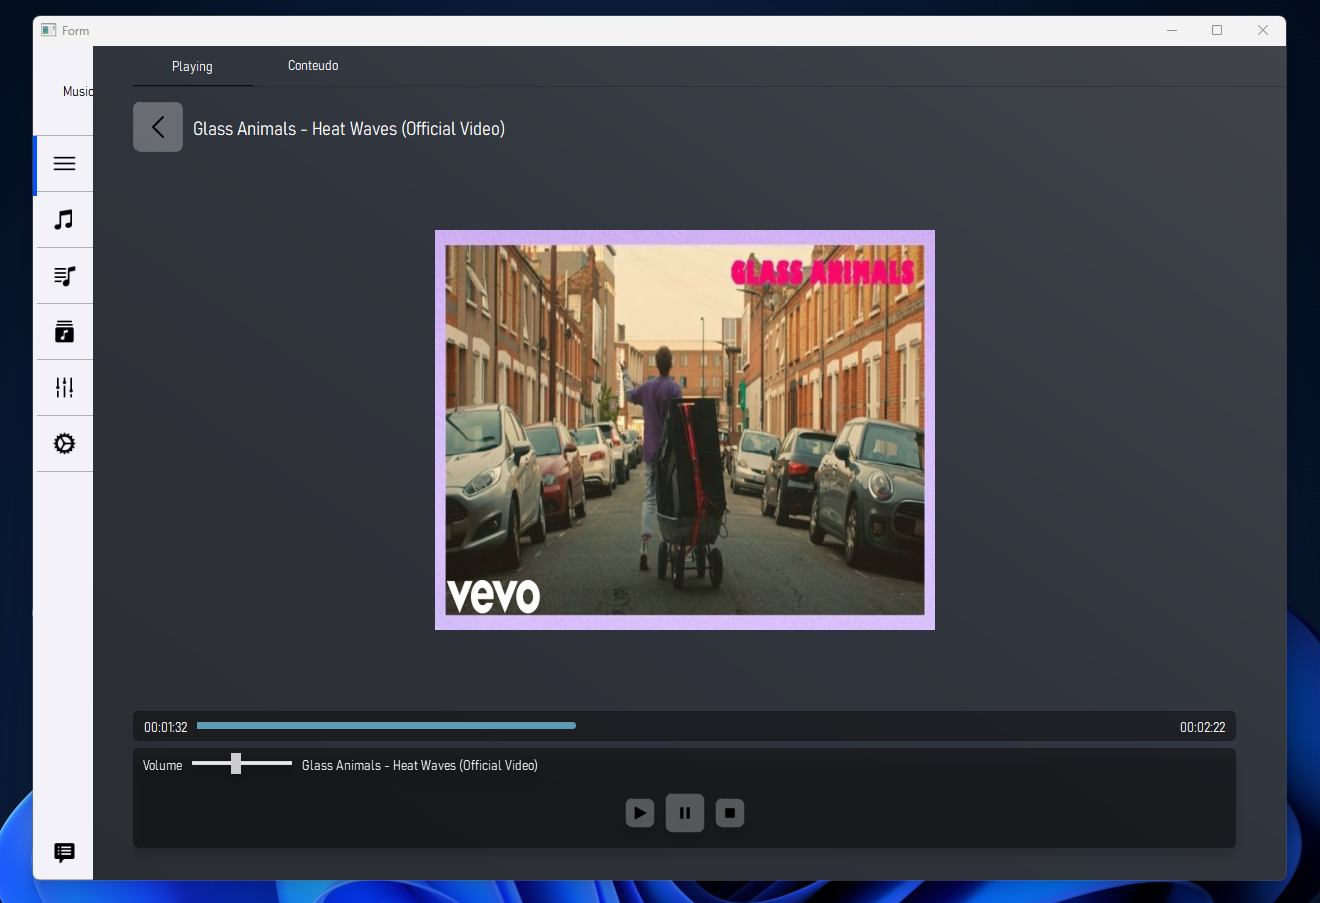 Form
Music
Playing
Conteudo
Glass Animals - Heat Waves (Official Video)
GLASS ANIMALS
vevo
00:01:32
00:02:22
Volume
Glass Animals - Heat Waves (Official Video)